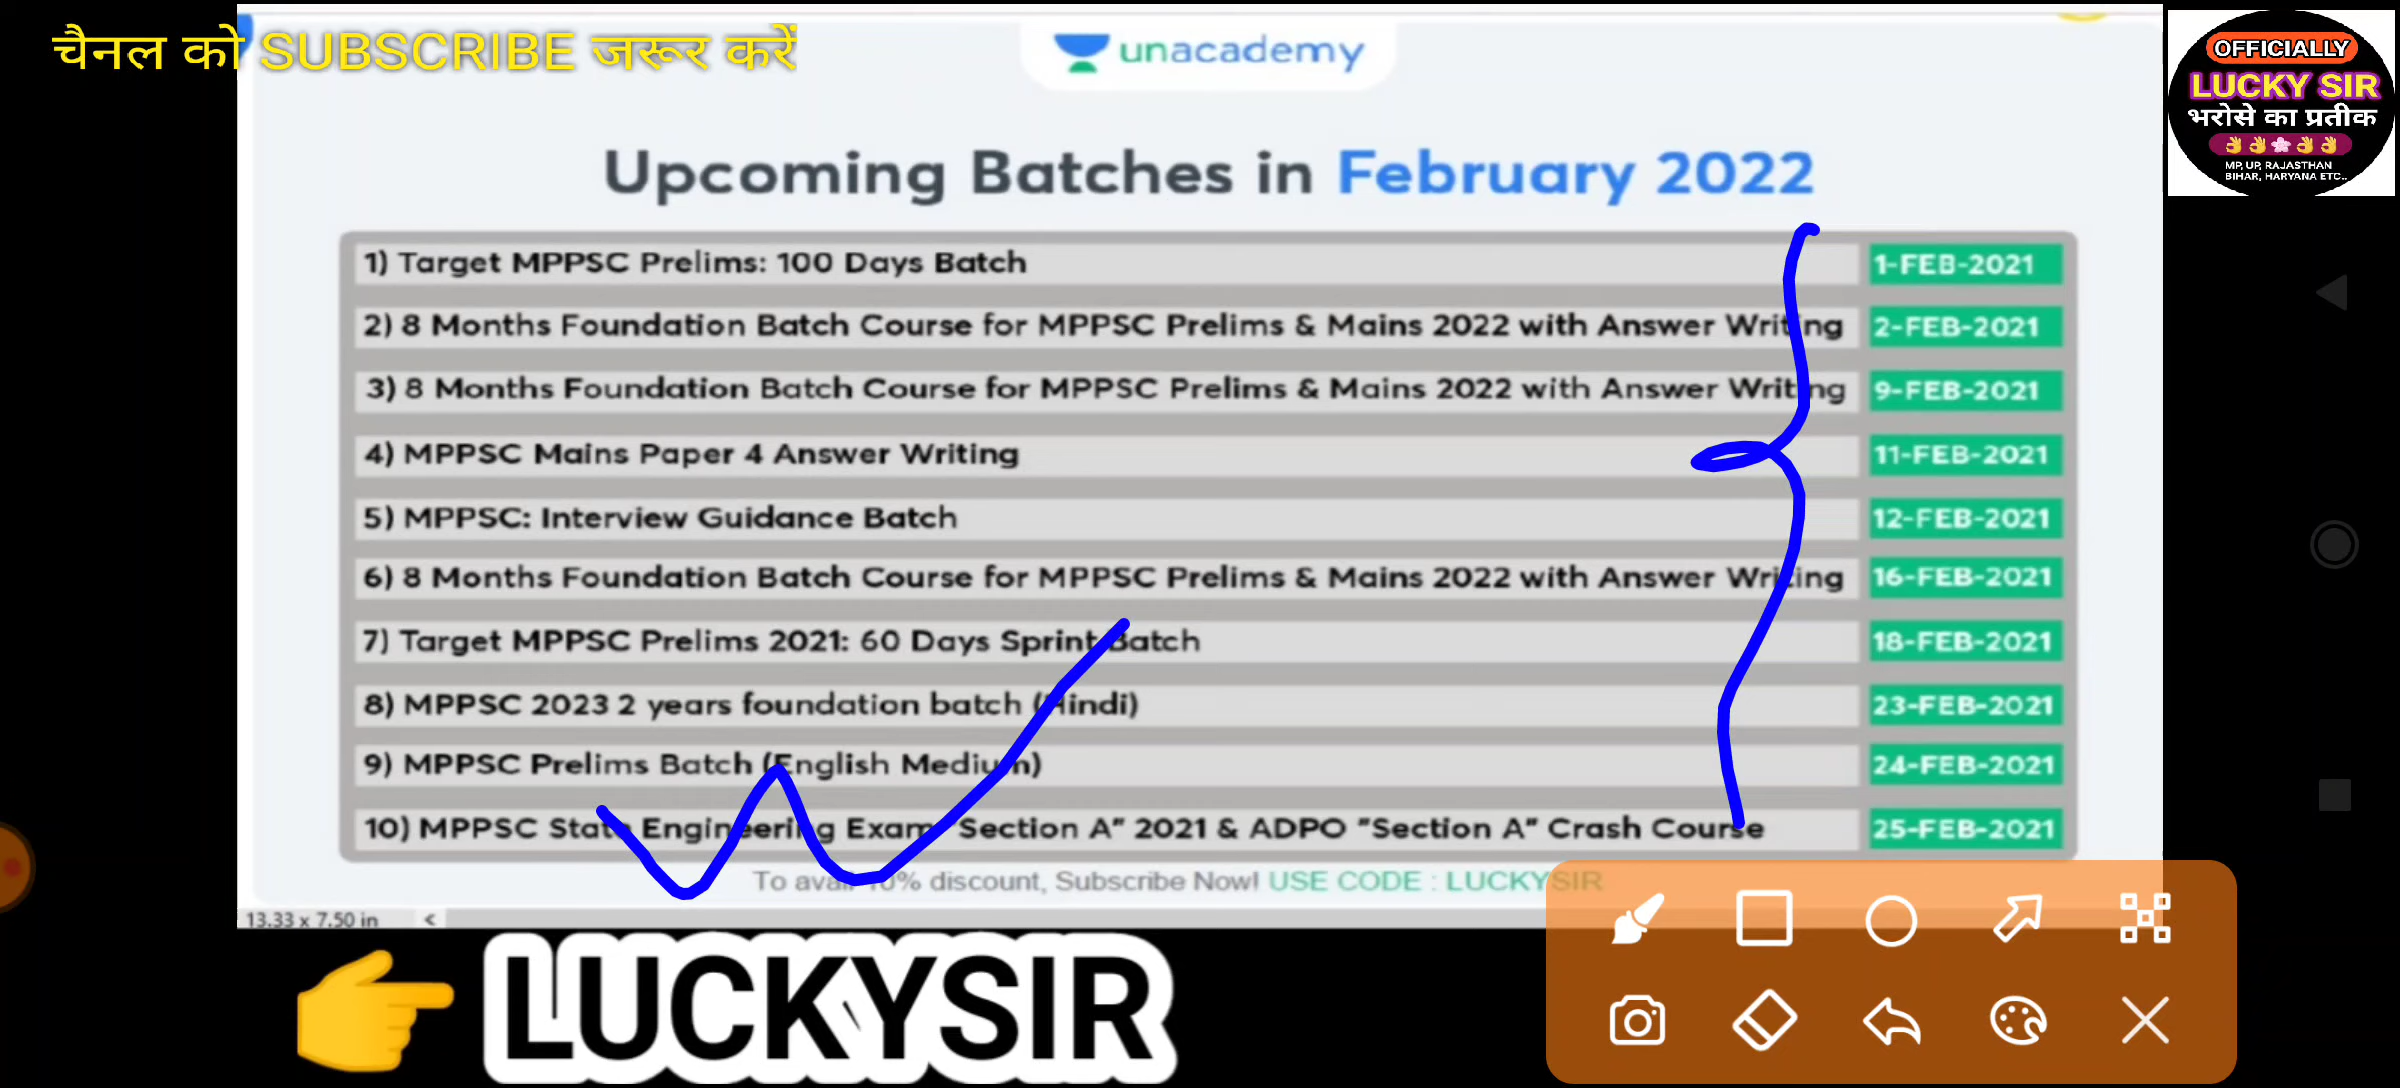 चैनल को SUBSCRIBE जरूर करें
unacademy
OFFICIALLY
LUCKY SIR
भरोसे का प्रतीक
MP, UP, RAJASTHAN
BIHAR, HARYANA ETC..
Upcoming Batches in February 2022
1) Target MPPSC Prelims: 100 Days Batch 1-FEB-2021
2) 8 Months Foundation Batch Course for MPPSC Prelims & Mains 2022 with Answer Writing 2-FEB-2021
3) 8 Months Foundation Batch Course for MPPSC Prelims & Mains 2022 with Answer Writing 9-FEB-2021
4) MPPSC Mains Paper 4 Answer Writing 11-FEB-2021
5) MPPSC: Interview Guidance Batch 12-FEB-2021
6) 8 Months Foundation Batch Course for MPPSC Prelims & Mains 2022 with Answer Writing 16-FEB-2021
7) Target MPPSC Prelims 2021: 60 Days Sprint Batch 18-FEB-2021
8) MPPSC 2023 2 years foundation batch (Hindi) 23-FEB-2021
9) MPPSC Prelims Batch (English Medium) 24-FEB-2021
10) MPPSC State Engineering Exam "Section A" 2021 & ADPO "Section A" Crash Course 25-FEB-2021
To avail 10% discount, Subscribe Now! USE CODE : LUCKYSIR
13.33 x 7.50 in
LUCKYSIR